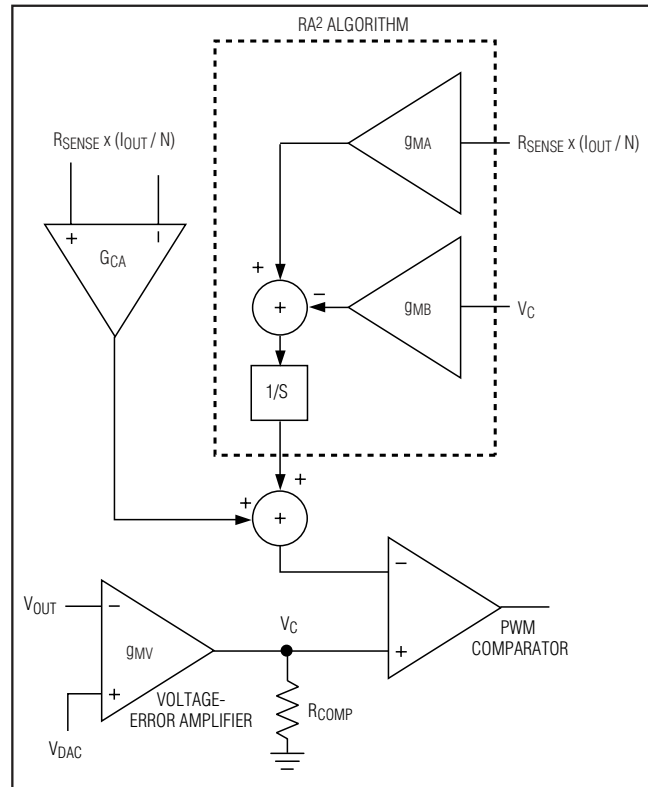 RA² ALGORITHM
gMA
RSENSE x (IOUT / N)
RSENSE x (IOUT / N)
+ −
GCA
+
−
+
gMB
VC
1/S
+
+
+
VOUT
−
gMV
+
VDAC
VOLTAGE-
ERROR AMPLIFIER
VC
RCOMP
−
+
PWM
COMPARATOR